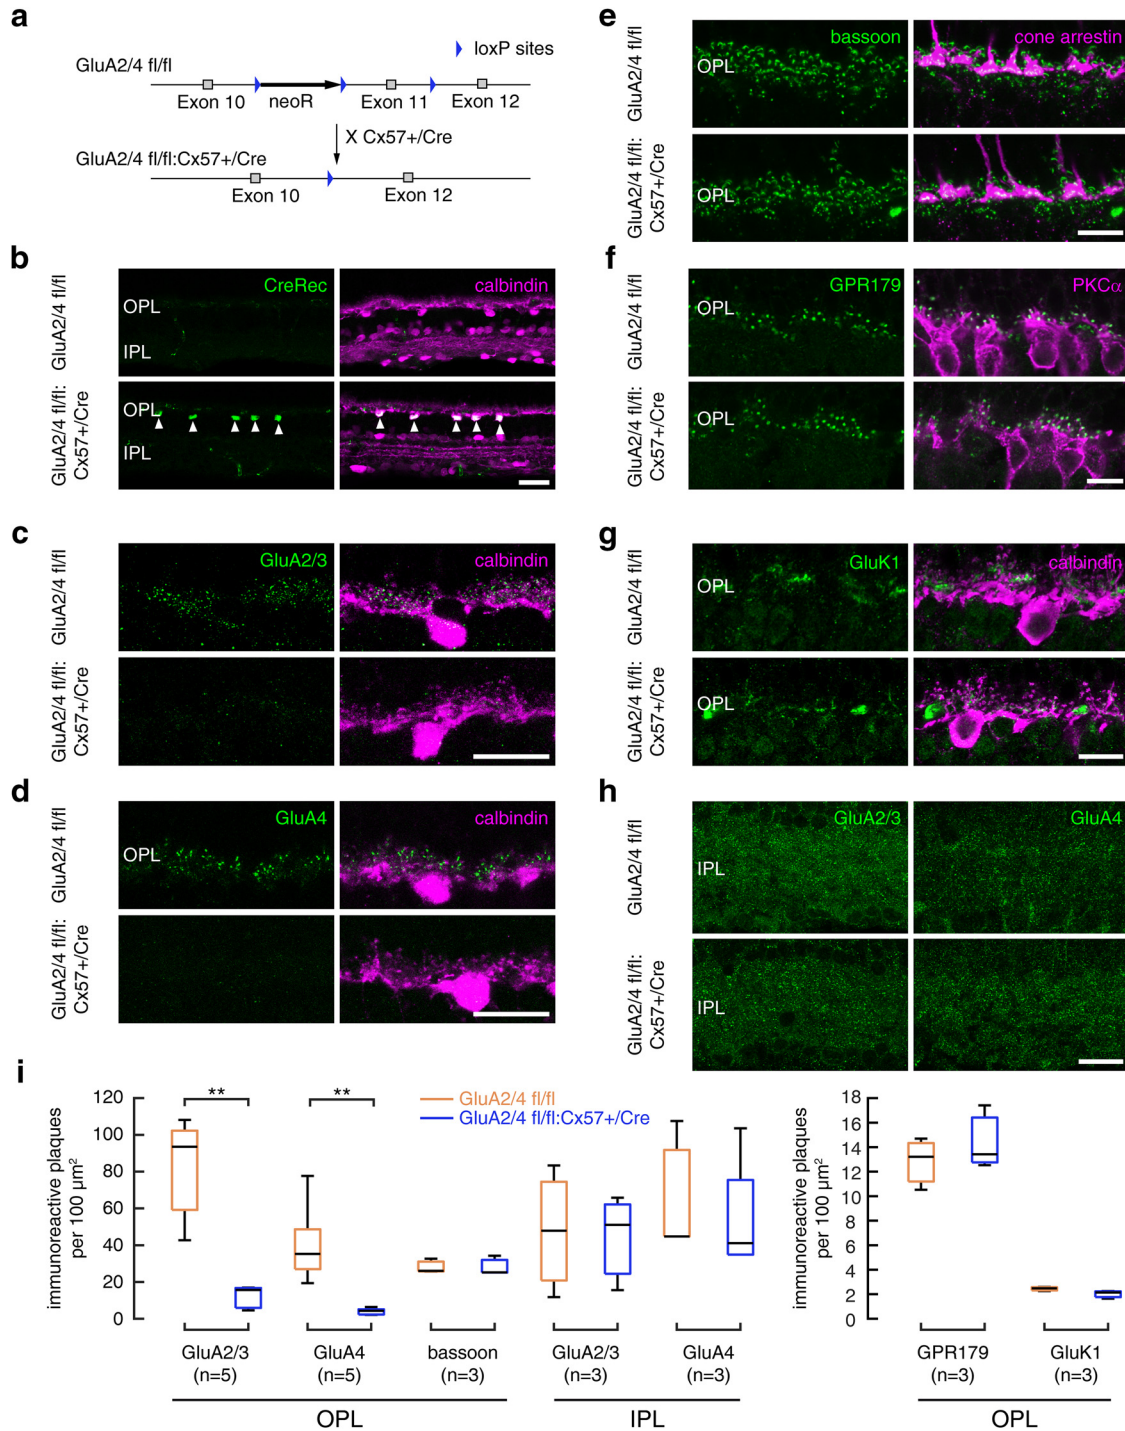 a
GluA2/4 fl/fl
loxP sites
Exon 10
neoR
Exon 11
Exon 12
X Cx57+/Cre
GluA2/4 fl/fl:Cx57+/Cre
Exon 10
Exon 12
b
GluA2/4 fl/fl
CreRec
calbindin
OPL
IPL
GluA2/4 fl/fl:
Cx57+/Cre
OPL
IPL
c
GluA2/4 fl/fl
GluA2/3
calbindin
GluA2/4 fl/fl:
Cx57+/Cre
d
GluA2/4 fl/fl
GluA4
calbindin
OPL
GluA2/4 fl/fl:
Cx57+/Cre
e
GluA2/4 fl/fl
bassoon
cone arrestin
OPL
GluA2/4 fl/fl:
Cx57+/Cre
OPL
f
GluA2/4 fl/fl
GPR179
PKCα
OPL
GluA2/4 fl/fl:
Cx57+/Cre
OPL
g
GluA2/4 fl/fl
GluK1
calbindin
OPL
GluA2/4 fl/fl:
Cx57+/Cre
OPL
h
GluA2/4 fl/fl
GluA2/3
GluA4
IPL
GluA2/4 fl/fl:
Cx57+/Cre
IPL
i
immunoreactive plaques
per 100 µm²
120
100
80
60
40
20
0
**
**
GluA2/4 fl/fl
GluA2/4 fl/fl:Cx57+/Cre
GluA2/3
(n=5)
GluA4
(n=5)
bassoon
(n=3)
GluA2/3
(n=3)
GluA4
(n=3)
OPL
IPL
immunoreactive plaques
per 100 µm²
18
16
14
12
10
8
6
4
2
0
GPR179
(n=3)
GluK1
(n=3)
OPL